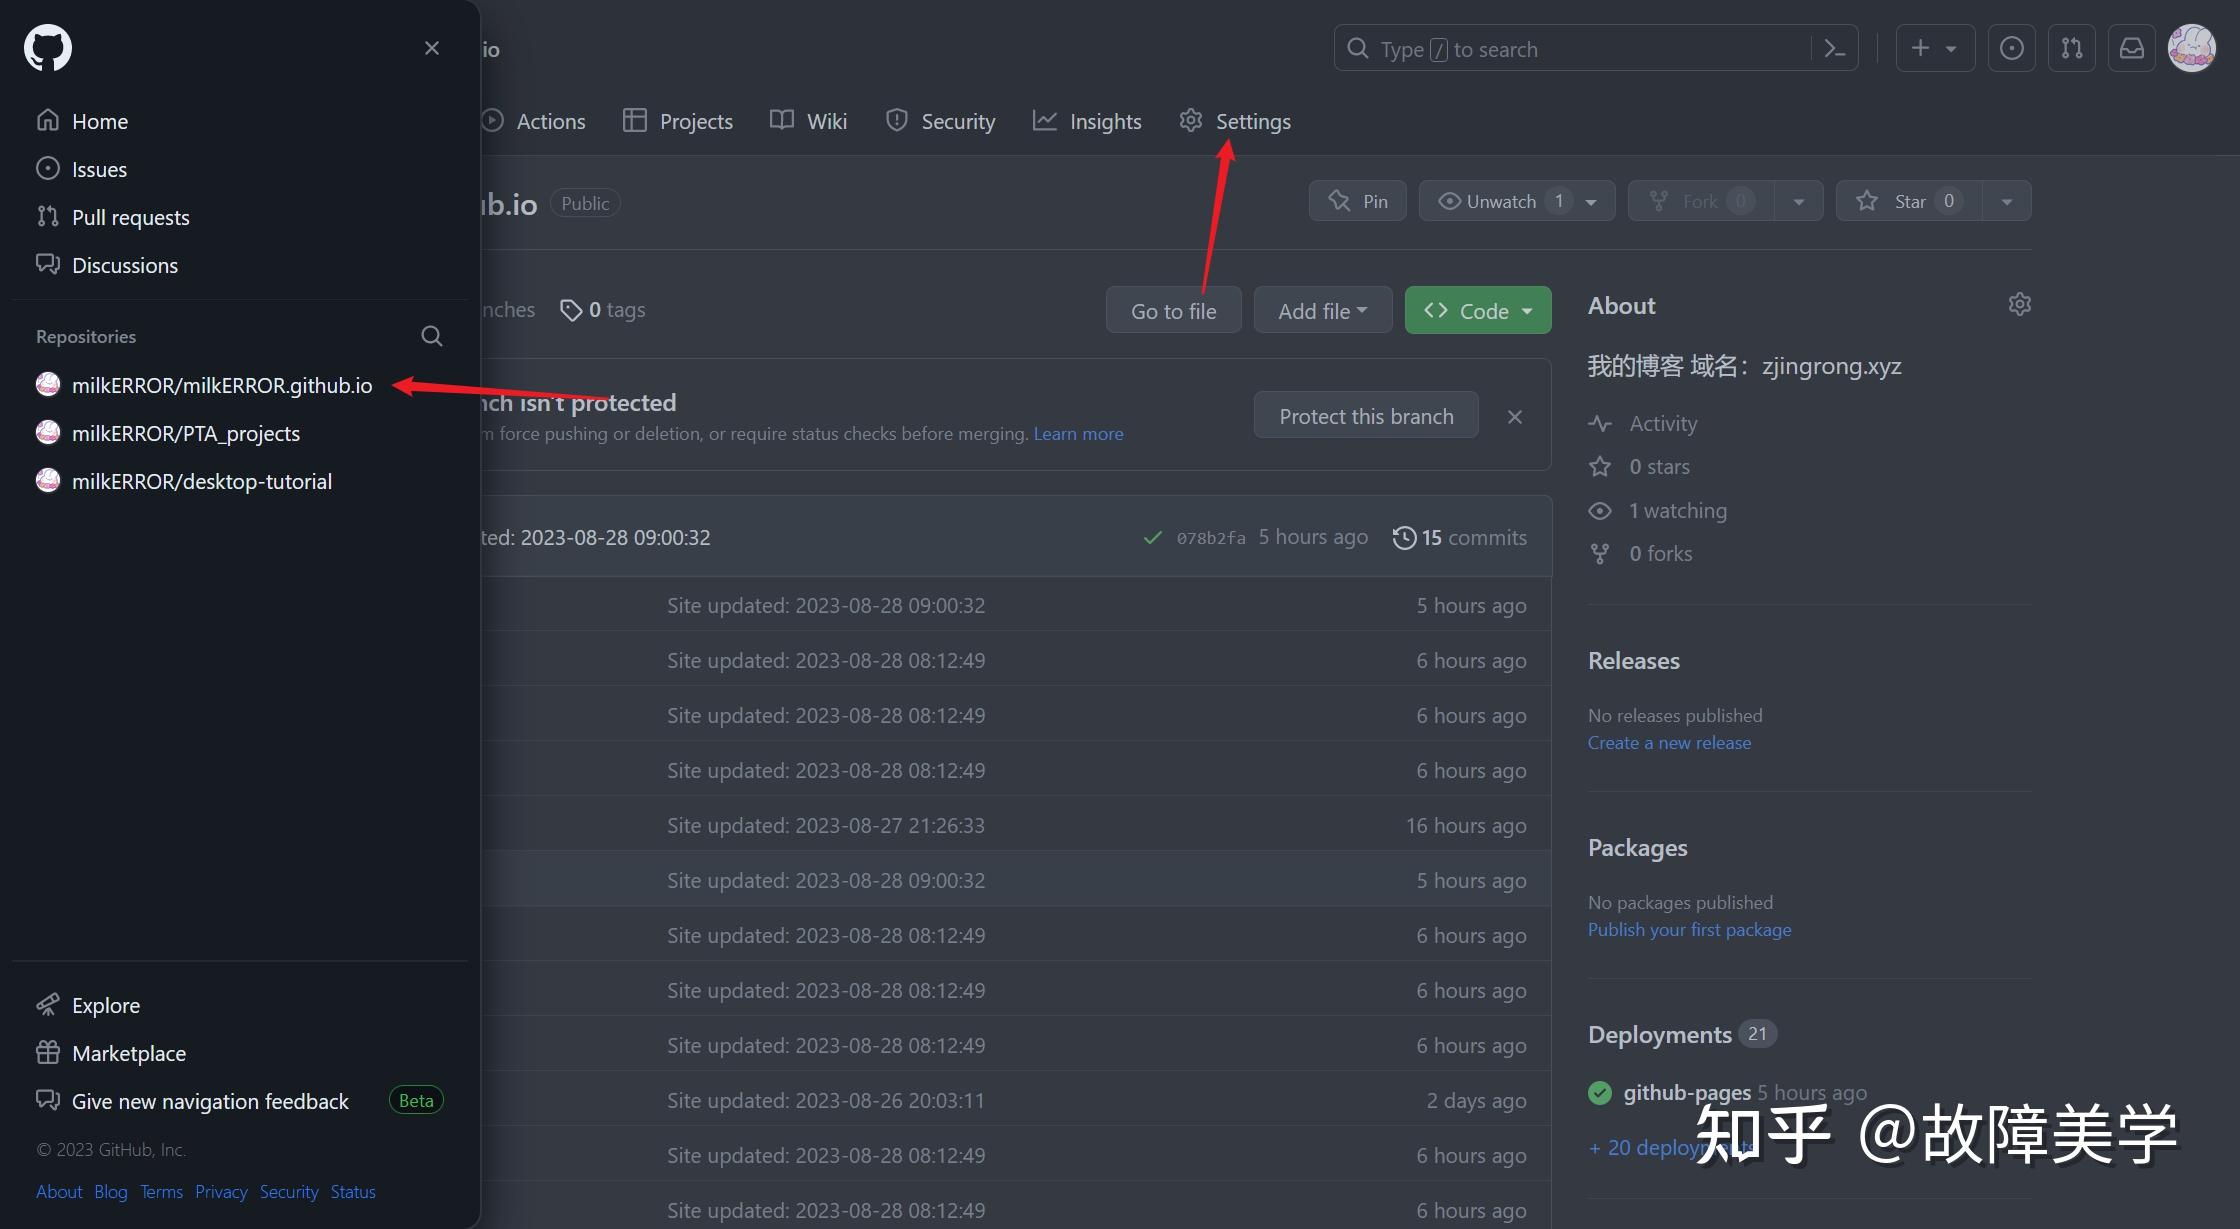 io
Type / to search
Home
Issues
Pull requests
Discussions
Repositories
milkERROR/milkERROR.github.io
milkERROR/PTA_projects
milkERROR/desktop-tutorial
Explore
Marketplace
Give new navigation feedback Beta
© 2023 GitHub, Inc.
About Blog Terms Privacy Security Status
Actions Projects Wiki Security Insights Settings
b.io Public
Pin Unwatch 1 Fork 0 Star 0
nches 0 tags
Go to file Add file Code
nch isn't protected
m force pushing or deletion, or require status checks before merging. Learn more
Protect this branch
ted: 2023-08-28 09:00:32 078b2fa 5 hours ago 15 commits
Site updated: 2023-08-28 09:00:32 5 hours ago
Site updated: 2023-08-28 08:12:49 6 hours ago
Site updated: 2023-08-28 08:12:49 6 hours ago
Site updated: 2023-08-28 08:12:49 6 hours ago
Site updated: 2023-08-27 21:26:33 16 hours ago
Site updated: 2023-08-28 09:00:32 5 hours ago
Site updated: 2023-08-28 08:12:49 6 hours ago
Site updated: 2023-08-28 08:12:49 6 hours ago
Site updated: 2023-08-28 08:12:49 6 hours ago
Site updated: 2023-08-26 20:03:11 2 days ago
Site updated: 2023-08-28 08:12:49 6 hours ago
Site updated: 2023-08-28 08:12:49 6 hours ago
About
我的博客 域名：zjingrong.xyz
Activity
0 stars
1 watching
0 forks
Releases
No releases published
Create a new release
Packages
No packages published
Publish your first package
Deployments 21
github-pages 5 hours ago
+ 20 deployments
知乎 @故障美学